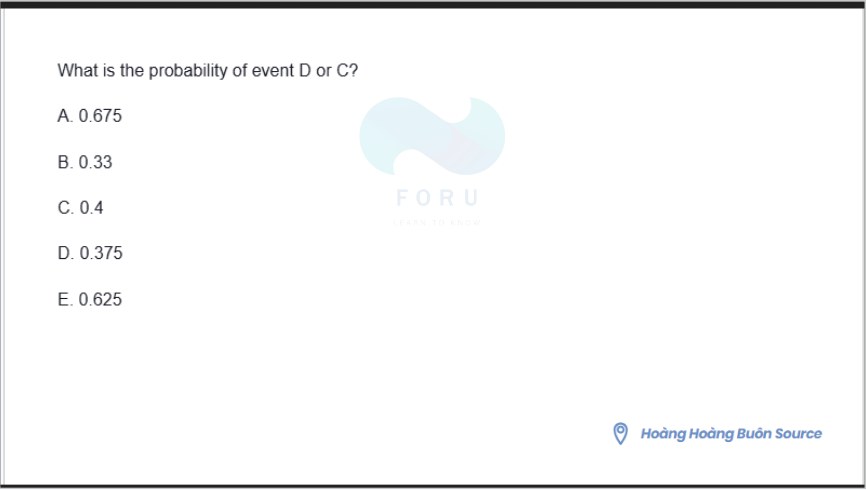 What is the probability of event D or C?
A. 0.675
B. 0.33
C. 0.4
D. 0.375
E. 0.625
FORU
Hoàng Hoàng Buôn Source